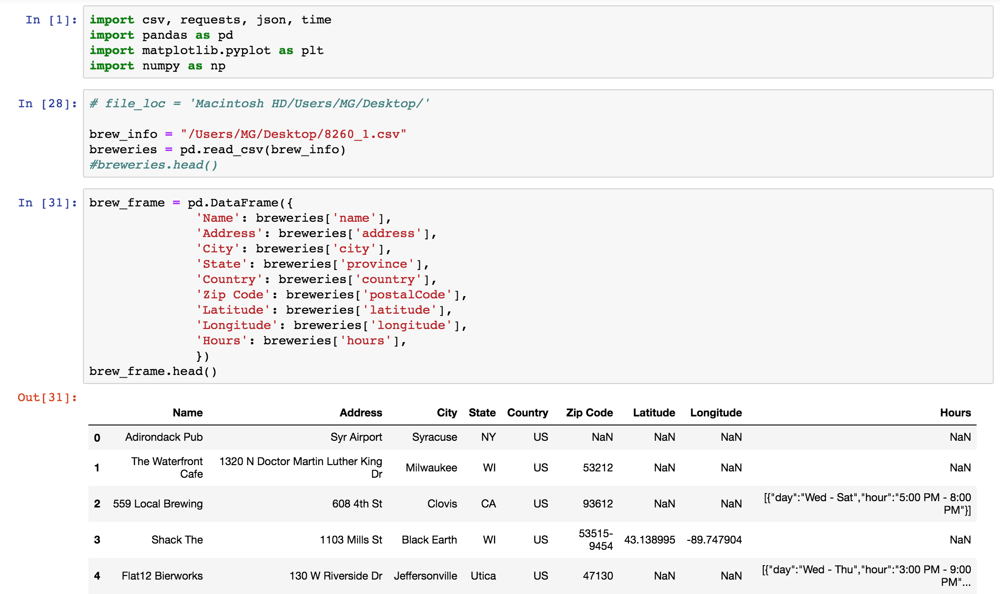 In [1]: import csv, requests, json, time
import pandas as pd
import matplotlib.pyplot as plt
import numpy as np
In [28]: # file_loc = 'Macintosh HD/Users/MG/Desktop/'
brew_info = "/Users/MG/Desktop/8260_1.csv"
breweries = pd.read_csv(brew_info)
#breweries.head()
In [31]: brew_frame = pd.DataFrame({
'Name': breweries['name'],
'Address': breweries['address'],
'City': breweries['city'],
'State': breweries['province'],
'Country': breweries['country'],
'Zip Code': breweries['postalCode'],
'Latitude': breweries['latitude'],
'Longitude': breweries['longitude'],
'Hours': breweries['hours'],
})
brew_frame.head()
Out[31]:
Name Address City State Country Zip Code Latitude Longitude Hours
0 Adirondack Pub Syr Airport Syracuse NY US NaN NaN NaN NaN
1 The Waterfront Cafe 1320 N Doctor Martin Luther King Dr Milwaukee WI US 53212 NaN NaN NaN
2 559 Local Brewing 608 4th St Clovis CA US 93612 NaN NaN [{"day":"Wed - Sat","hour":"5:00 PM - 8:00 PM"}]
3 Shack The 1103 Mills St Black Earth WI US 53515-9454 43.138995 -89.747904 NaN
4 Flat12 Bierworks 130 W Riverside Dr Jeffersonville Utica US 47130 NaN NaN [{"day":"Wed - Thu","hour":"3:00 PM - 9:00 PM"...